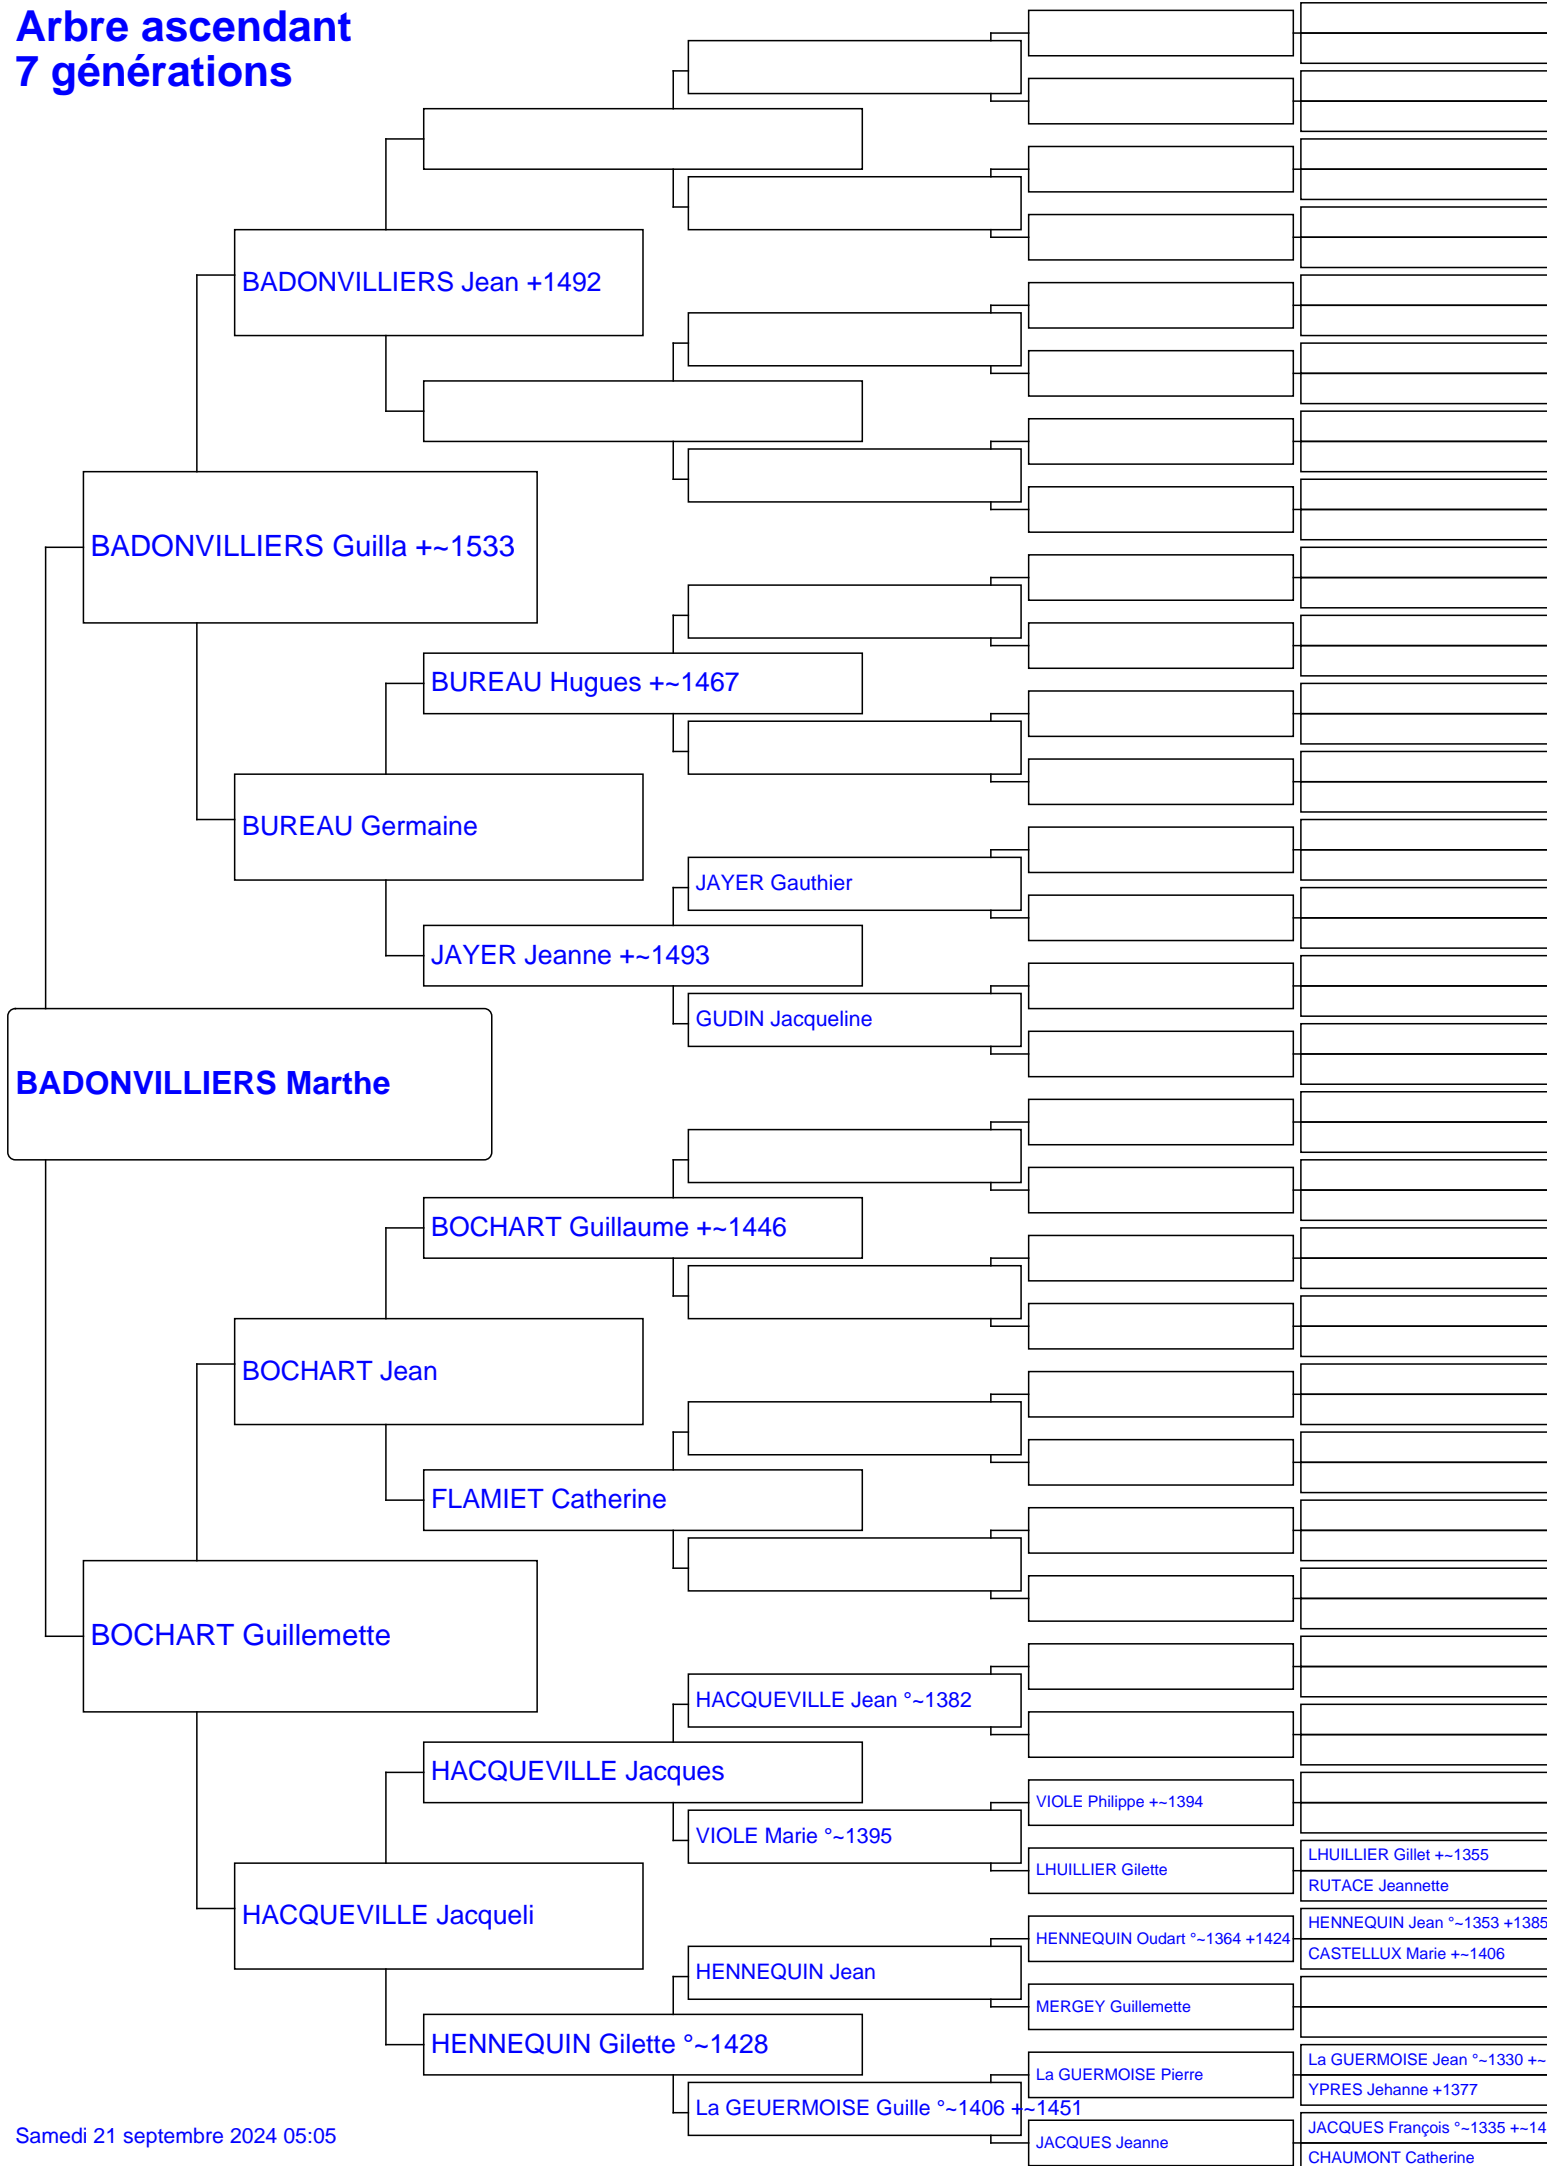 Arbre ascendant
7 générations
BADONVILLIERS Jean +1492
BADONVILLIERS Guilla +~1533
BUREAU Hugues +~1467
BUREAU Germaine
JAYER Gauthier
JAYER Jeanne +~1493
GUDIN Jacqueline
BADONVILLIERS Marthe
BOCHART Guillaume +~1446
BOCHART Jean
FLAMIET Catherine
BOCHART Guillemette
HACQUEVILLE Jean °~1382
HACQUEVILLE Jacques
VIOLE Philippe +~1394
VIOLE Marie °~1395
LHUILLIER Gillet +~1355
LHUILLIER Gilette
RUTACE Jeannette
HACQUEVILLE Jacqueli
HENNEQUIN Jean °~1353 +1385
HENNEQUIN Oudart °~1364 +1424
CASTELLUX Marie +~1406
HENNEQUIN Jean
MERGEY Guillemette
HENNEQUIN Gilette °~1428
La GUERMOISE Jean °~1330 +~
La GUERMOISE Pierre
YPRES Jehanne +1377
La GEUERMOISE Guille °~1406 +~1451
JACQUES François °~1335 +~14
JACQUES Jeanne
CHAUMONT Catherine
Samedi 21 septembre 2024 05:05